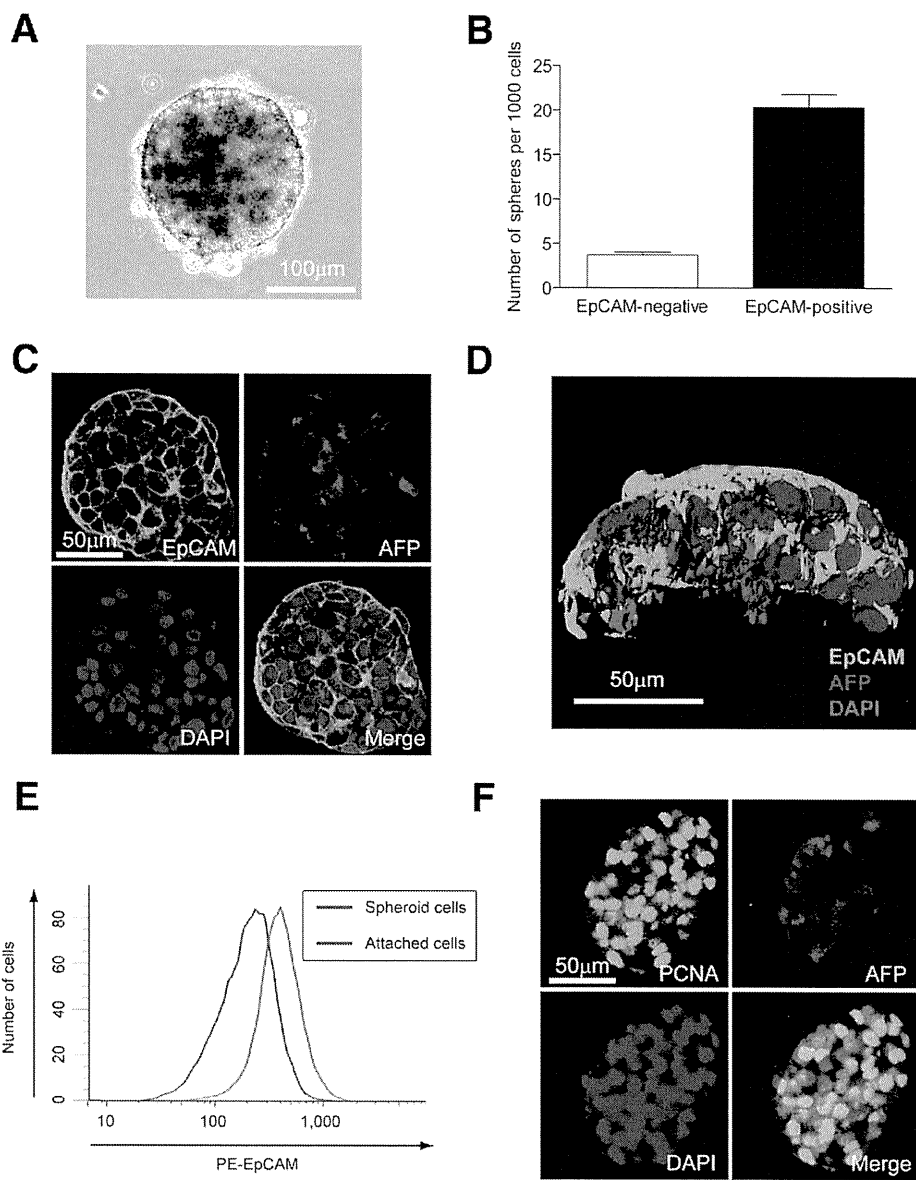 A
100μm
B
Number of spheres per 1000 cells
25
20
15
10
5
0
EpCAM-negative
EpCAM-positive
C
50μm
EpCAM
AFP
DAPI
Merge
D
50μm
EpCAM
AFP
DAPI
E
Number of cells
80
60
40
20
0
10
100
1,000
PE-EpCAM
Spheroid cells
Attached cells
F
50μm
PCNA
AFP
DAPI
Merge